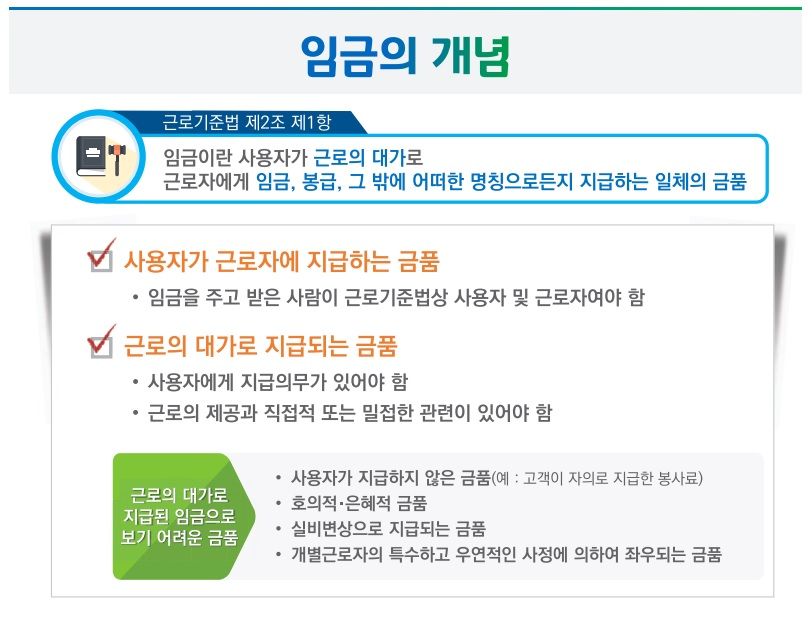 임금의 개념
근로기준법 제2조 제1항
임금이란 사용자가 근로의 대가로
근로자에게 임금, 봉급, 그 밖에 어떠한 명칭으로든지 지급하는 일체의 금품
사용자가 근로자에 지급하는 금품
• 임금을 주고 받은 사람이 근로기준법상 사용자 및 근로자여야 함
근로의 대가로 지급되는 금품
• 사용자에게 지급의무가 있어야 함
• 근로의 제공과 직접적 또는 밀접한 관련이 있어야 함
근로의 대가로
지급된 임금으로
보기 어려운 금품
• 사용자가 지급하지 않은 금품(예 : 고객이 자의로 지급한 봉사료)
• 호의적·은혜적 금품
• 실비변상으로 지급되는 금품
• 개별근로자의 특수하고 우연적인 사정에 의하여 좌우되는 금품